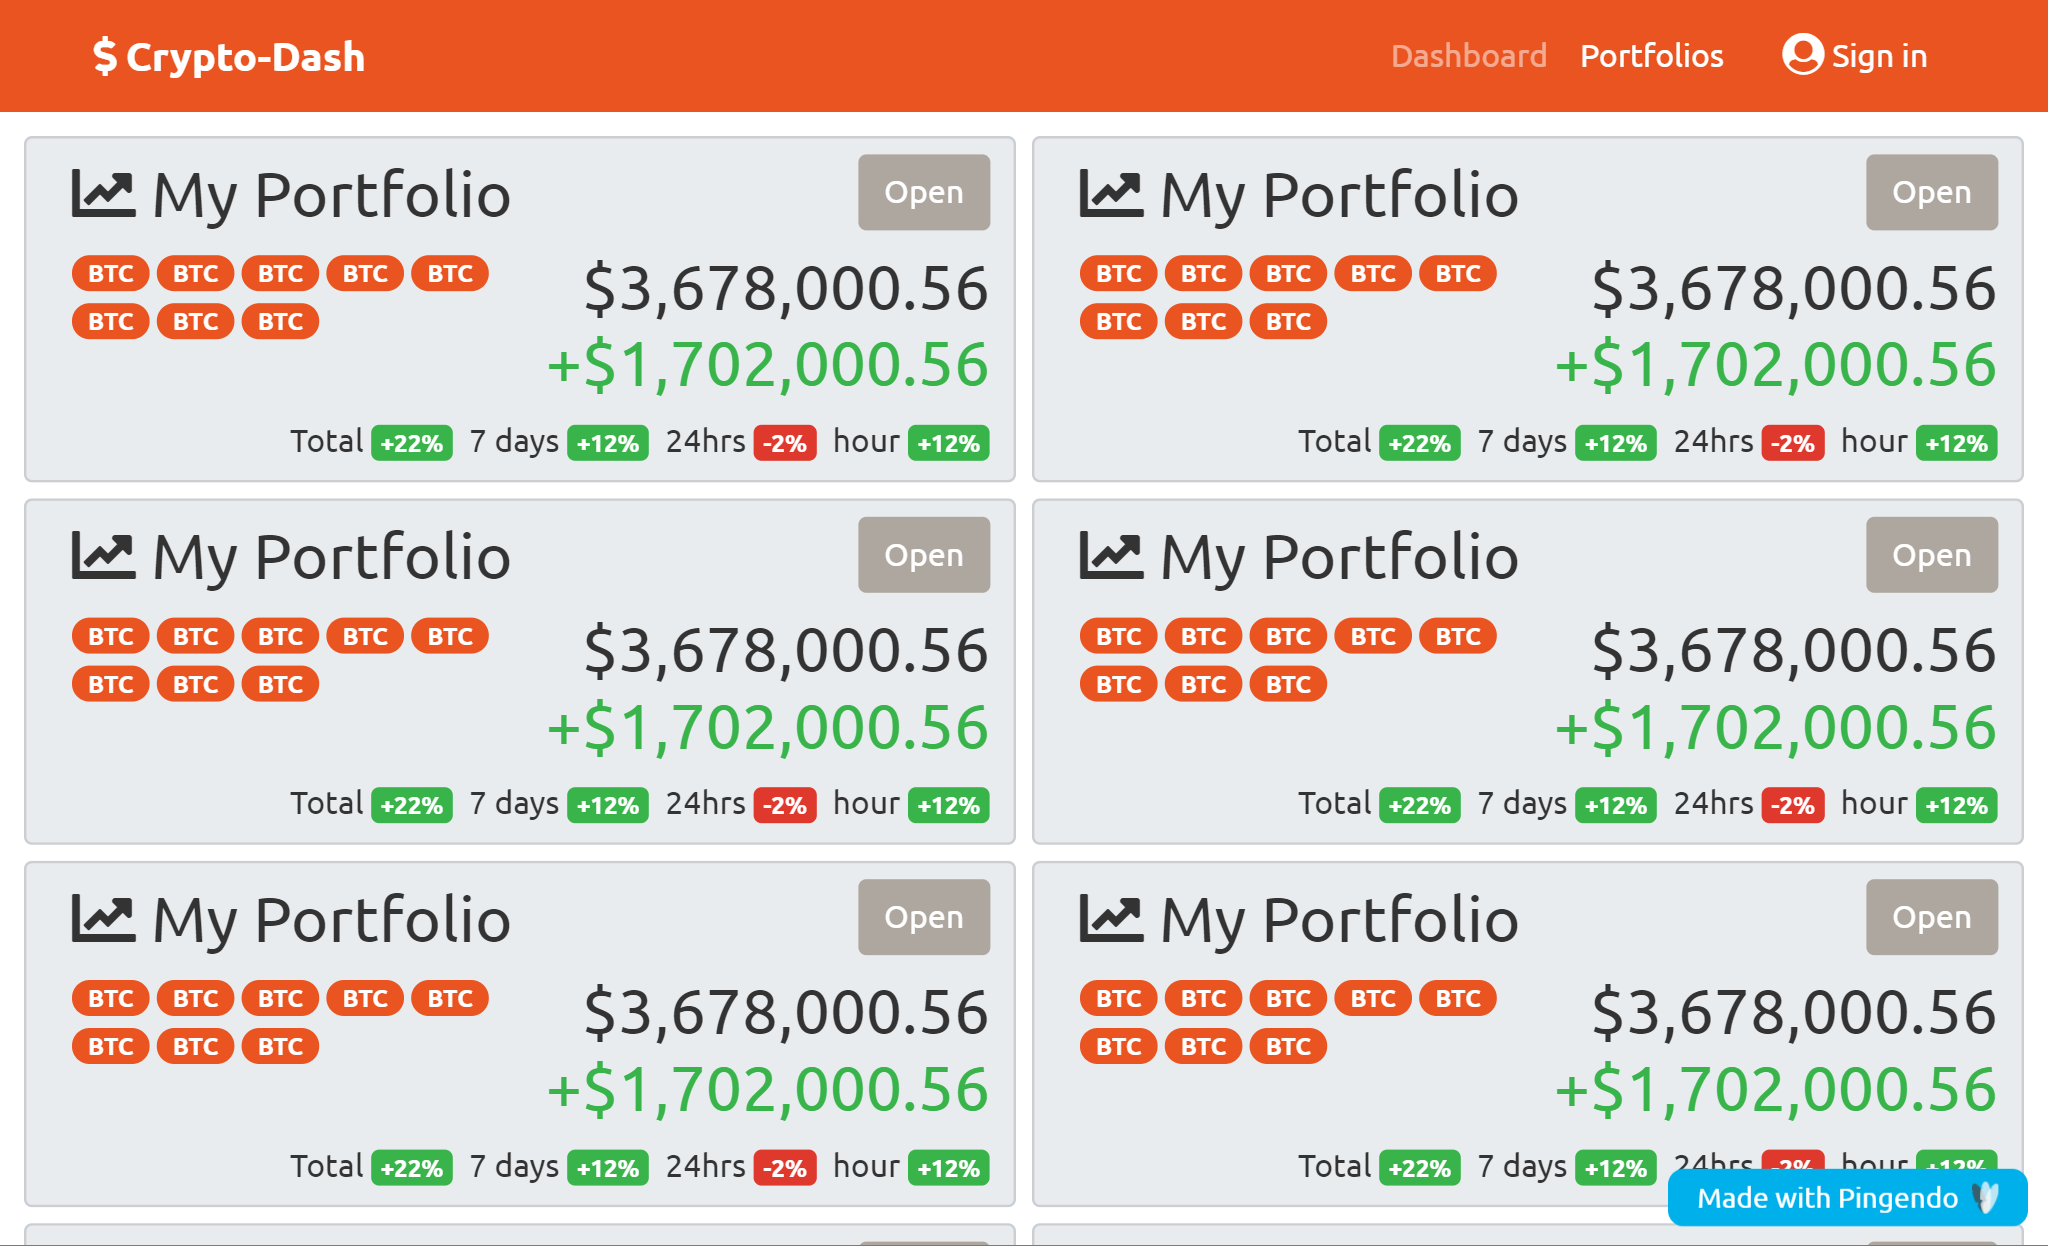 $ Crypto-Dash
Dashboard Portfolios Sign in
My Portfolio Open
BTC BTC BTC BTC BTC
BTC BTC BTC
$3,678,000.56
+$1,702,000.56
Total +22% 7 days +12% 24hrs -2% hour +12%
My Portfolio Open
BTC BTC BTC BTC BTC
BTC BTC BTC
$3,678,000.56
+$1,702,000.56
Total +22% 7 days +12% 24hrs -2% hour +12%
My Portfolio Open
BTC BTC BTC BTC BTC
BTC BTC BTC
$3,678,000.56
+$1,702,000.56
Total +22% 7 days +12% 24hrs -2% hour +12%
My Portfolio Open
BTC BTC BTC BTC BTC
BTC BTC BTC
$3,678,000.56
+$1,702,000.56
Total +22% 7 days +12% 24hrs -2% hour +12%
My Portfolio Open
BTC BTC BTC BTC BTC
BTC BTC BTC
$3,678,000.56
+$1,702,000.56
Total +22% 7 days +12% 24hrs -2% hour +12%
My Portfolio Open
BTC BTC BTC BTC BTC
BTC BTC BTC
$3,678,000.56
+$1,702,000.56
Total +22% 7 days +12% 24hrs -2% hour +12%
Made with Pingendo